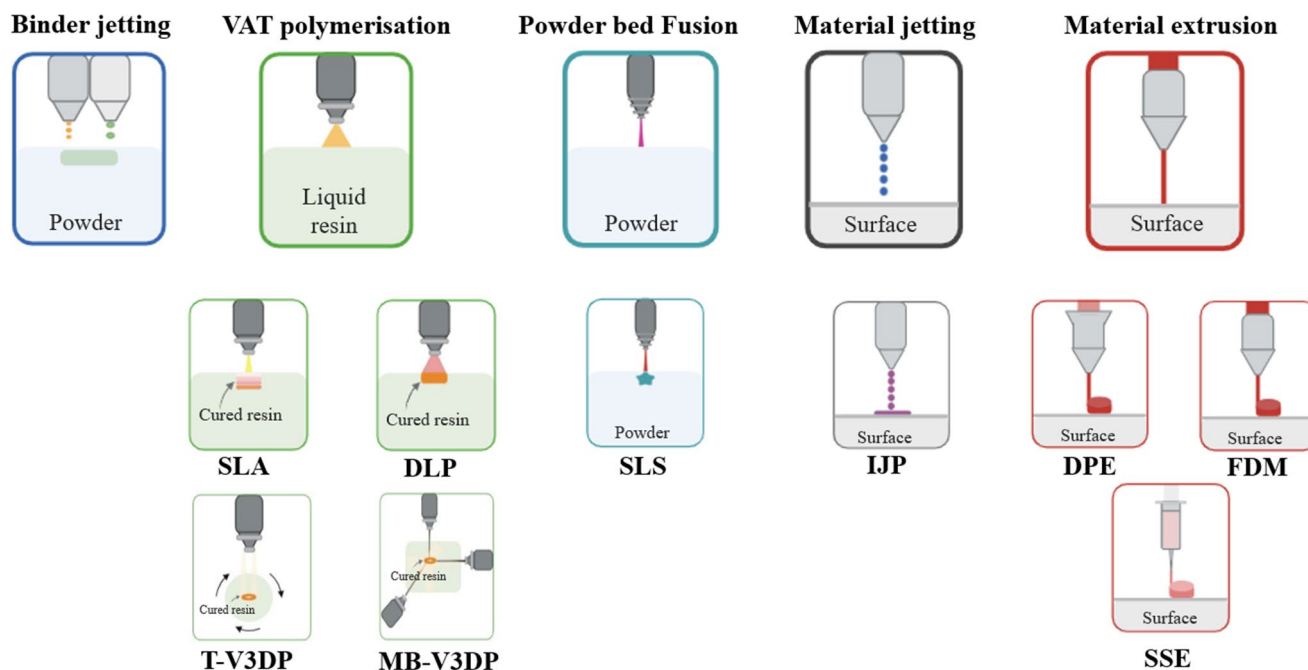 Binder jetting
VAT polymerisation
Powder bed Fusion
Material jetting
Material extrusion
Powder
Liquid
resin
Powder
Surface
Surface
Cured resin
Cured resin
Powder
Surface
Surface
Surface
SLA
DLP
SLS
IJP
DPE
FDM
Cured resin
Cured resin
Surface
T-V3DP
MB-V3DP
SSE